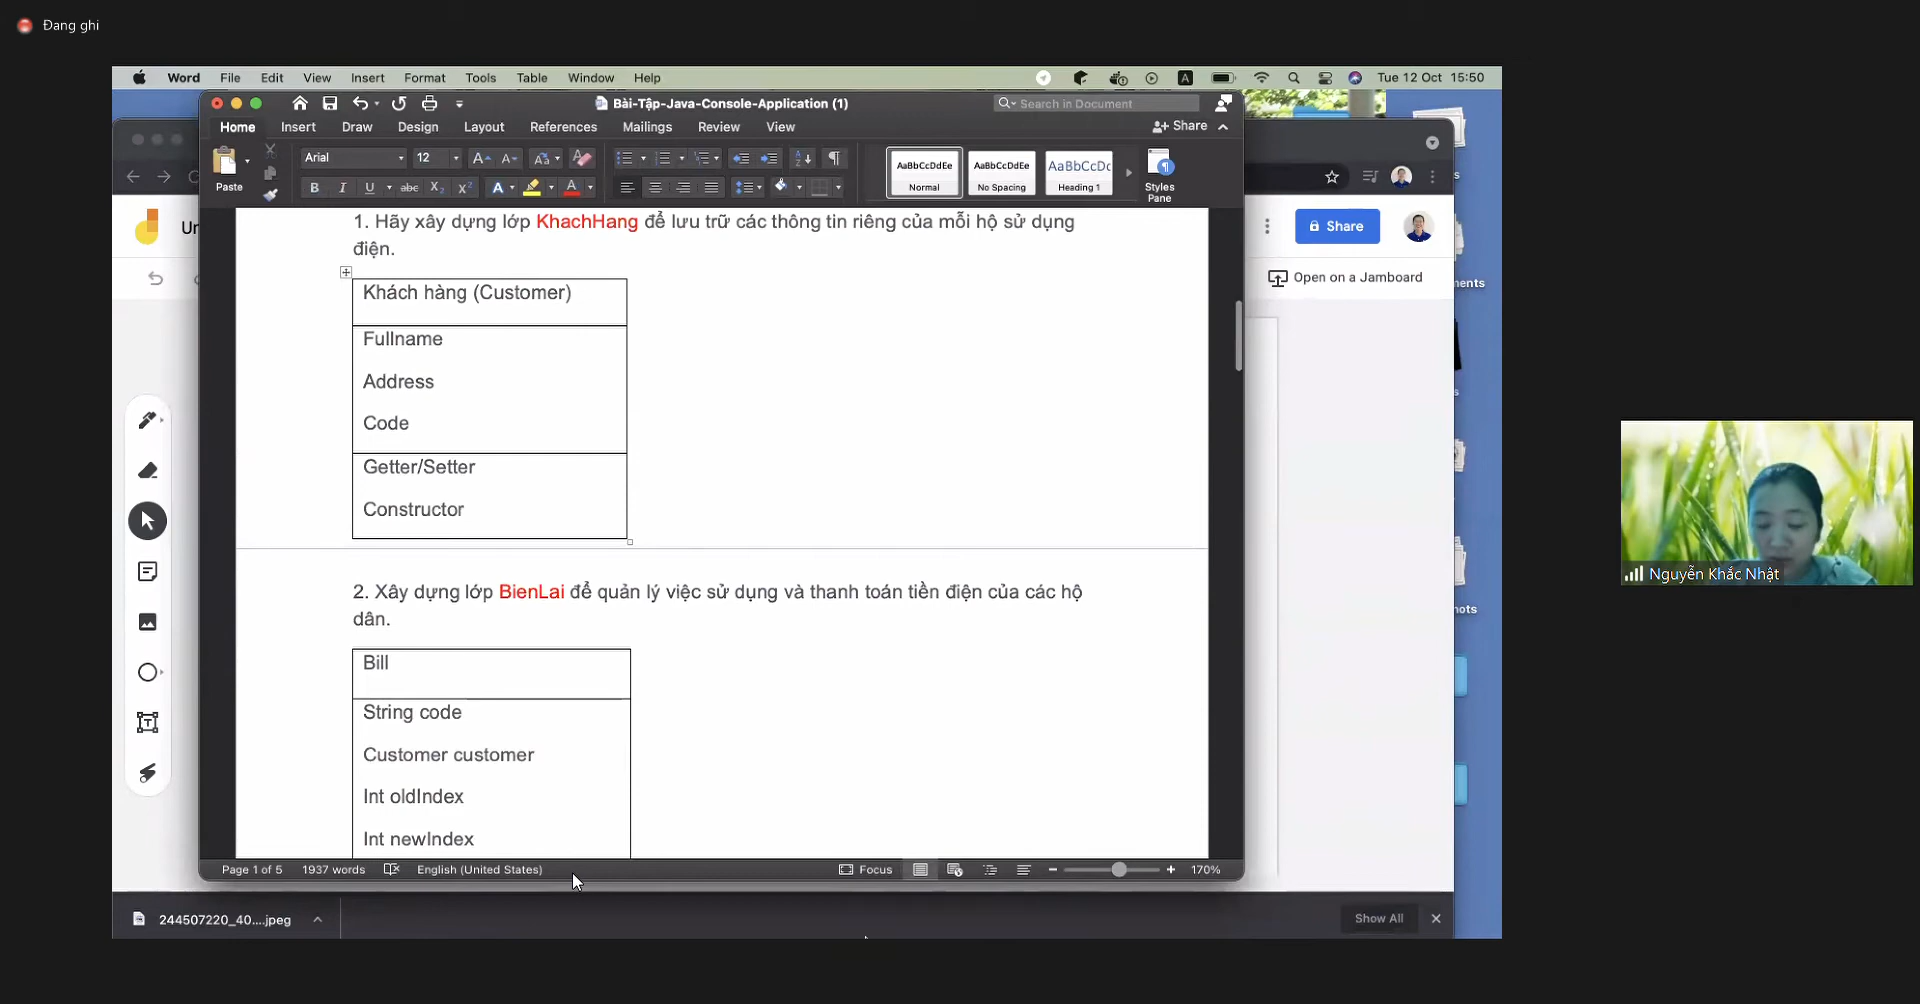 Đang ghi
Word File Edit View Insert Format Tools Table Window Help
A
Tue 12 Oct 15:50
Bài-Tập-Java-Console-Application (1)
Search in Document
Home Insert Draw Design Layout References Mailings Review View
Share
Paste
Arial 12
AaBbCcDdEe
Normal
AaBbCcDdEe
No Spacing
AaBbCcDc
Heading 1
Styles
Pane
Un
Share
Open on a Jamboard
1. Hãy xây dựng lớp KhachHang để lưu trữ các thông tin riêng của mỗi hộ sử dụng
điện.
Khách hàng (Customer)
Fullname
Address
Code
Getter/Setter
Constructor
2. Xây dựng lớp BienLai để quản lý việc sử dụng và thanh toán tiền điện của các hộ
dân.
Bill
String code
Customer customer
Int oldIndex
Int newIndex
Page 1 of 5 1937 words English (United States) Focus 170%
244507220_40....jpeg
Show All
Nguyễn Khắc Nhật